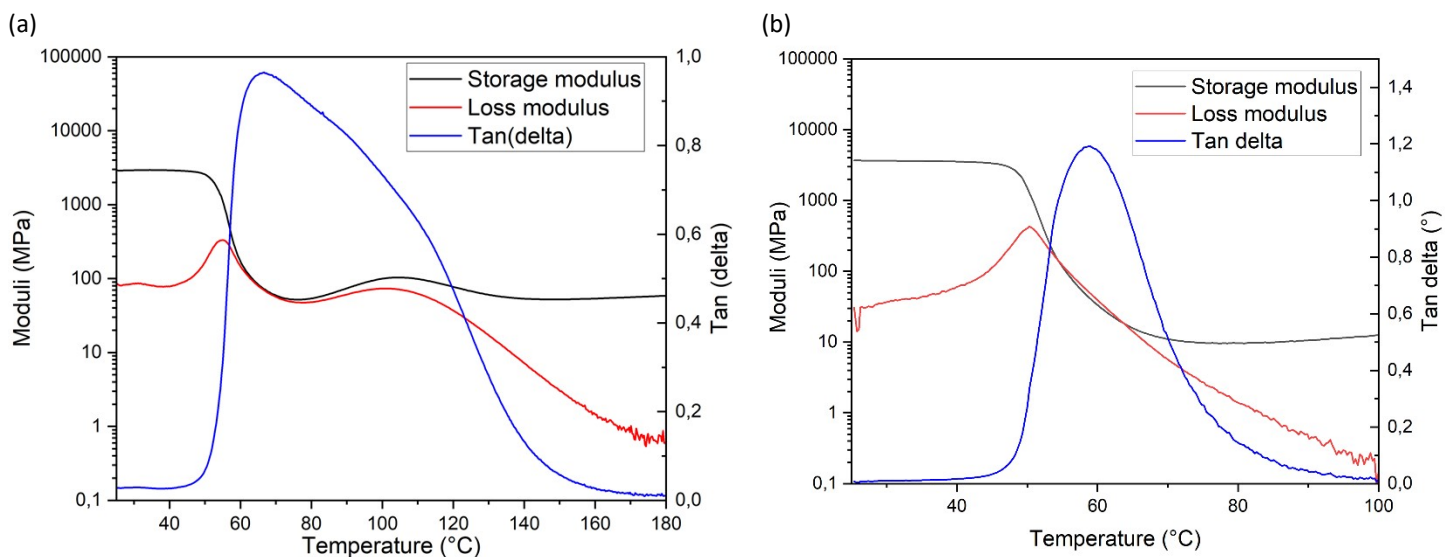 (a)
100000
10000
1000
100
10
1
0,1
Moduli (MPa)
Storage modulus
Loss modulus
Tan(delta)
1,0
0,8
0,6
0,4
0,2
0,0
Tan (delta)
40 60 80 100 120 140 160 180
Temperature (°C)
(b)
100000
10000
1000
100
10
1
0,1
Moduli (MPa)
Storage modulus
Loss modulus
Tan delta
1,4
1,2
1,0
0,8
0,6
0,4
0,2
0,0
Tan delta (°)
40 60 80 100
Temperature (°C)